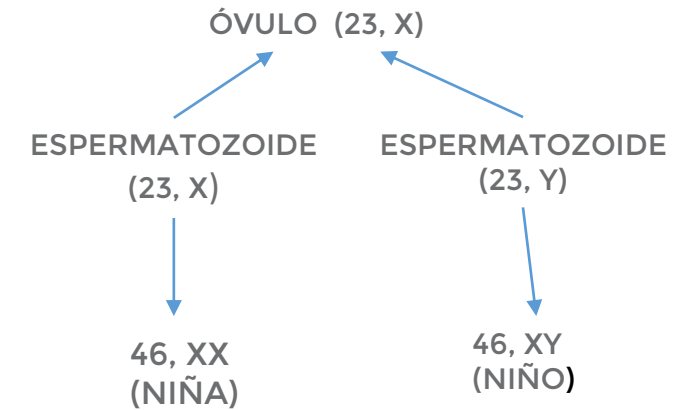 ÓVULO (23, X)
ESPERMATOZOIDE
(23, X)
ESPERMATOZOIDE
(23, Y)
46, XX
(NIÑA)
46, XY
(NIÑO)